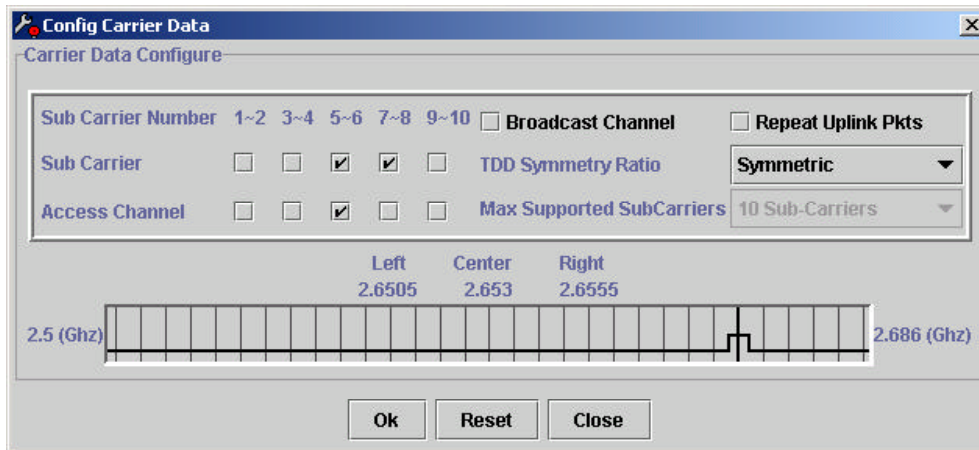 Config Carrier Data
Carrier Data Configure
Sub Carrier Number 1~2 3~4 5~6 7~8 9~10 Broadcast Channel Repeat Uplink Pkts
Sub Carrier TDD Symmetry Ratio Symmetric
Access Channel Max Supported SubCarriers 10 Sub-Carriers
Left Center Right
2.6505 2.653 2.6555
2.5 (Ghz) 2.686 (Ghz)
Ok Reset Close